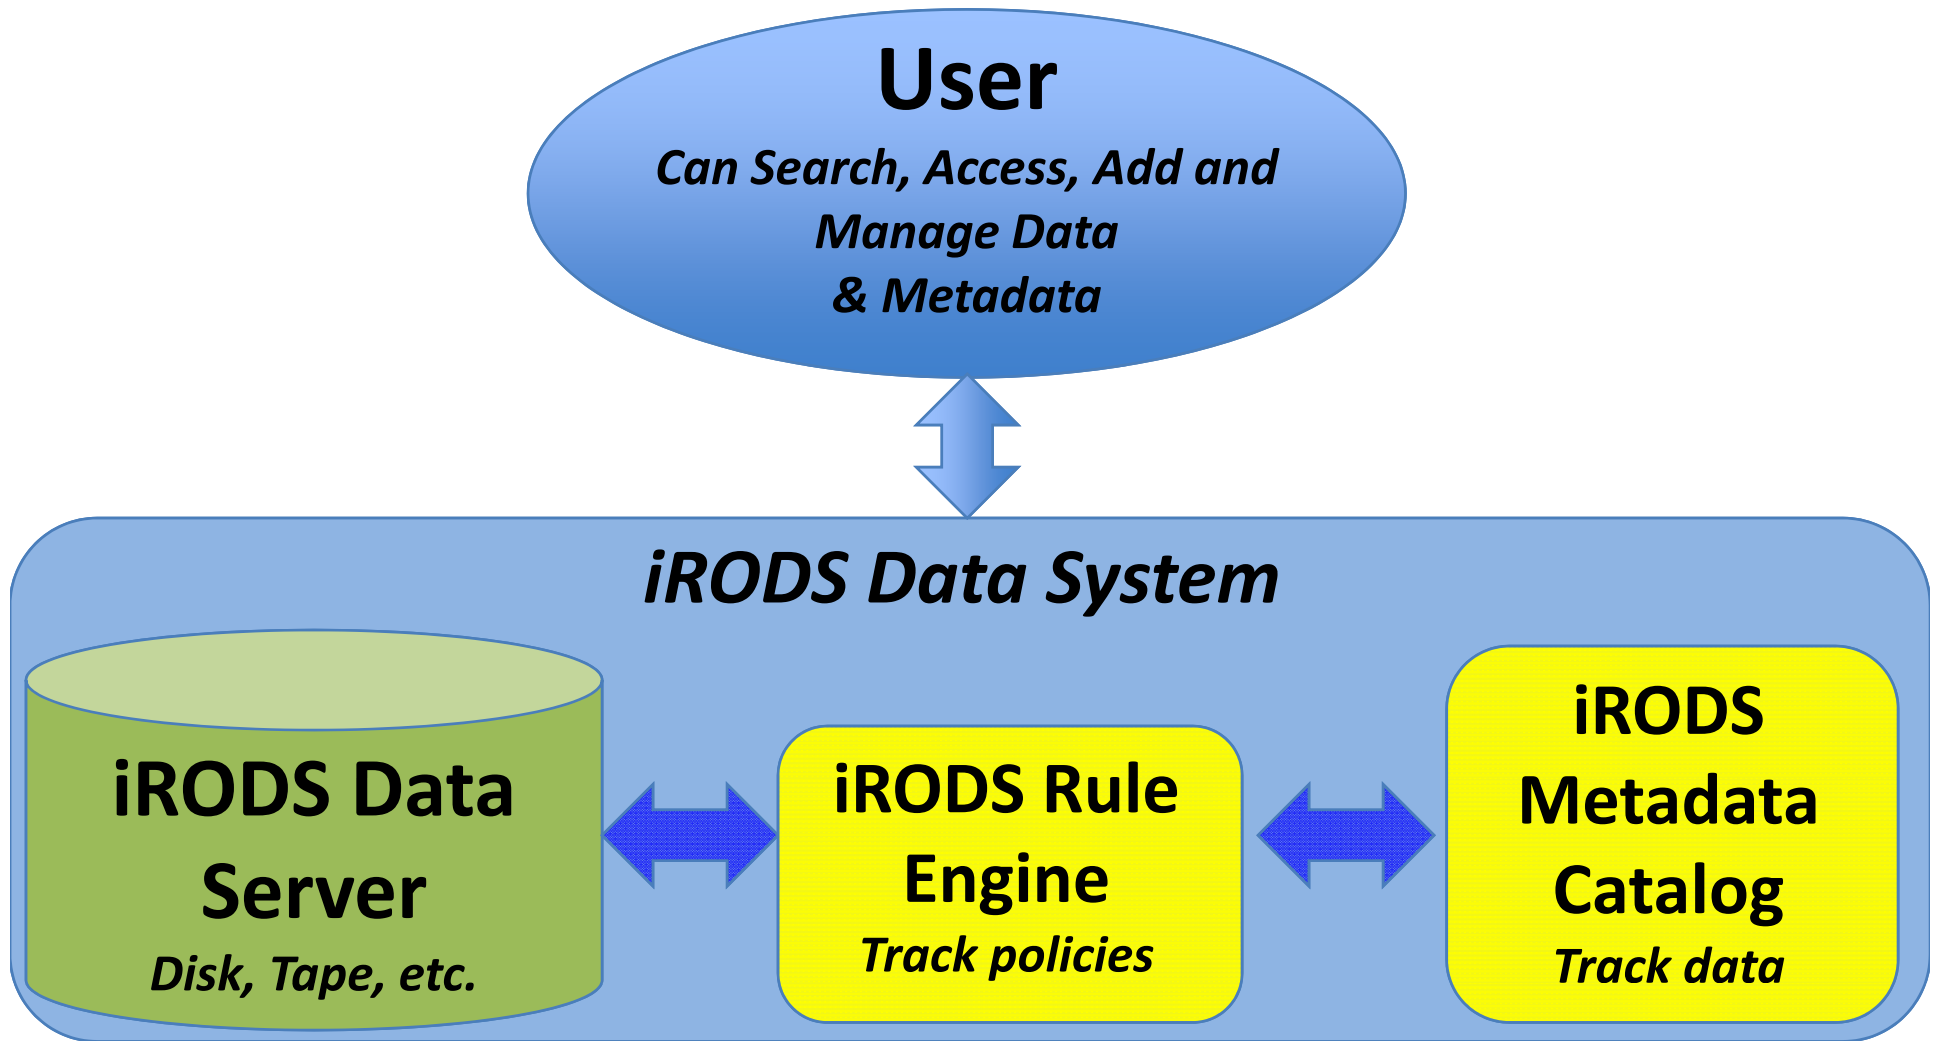 User
Can Search, Access, Add and
Manage Data
& Metadata
iRODS Data System
iRODS Data
Server
Disk, Tape, etc.
iRODS Rule
Engine
Track policies
iRODS
Metadata
Catalog
Track data